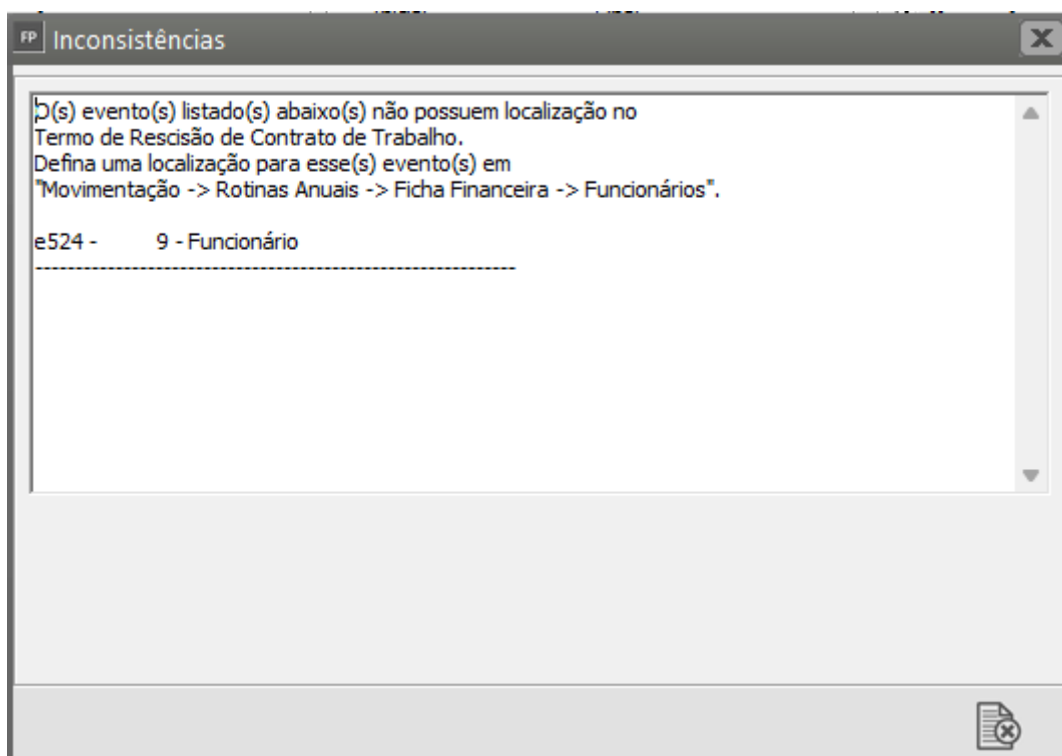 FP Inconsistências
O(s) evento(s) listado(s) abaixo(s) não possuem localização no
Termo de Rescisão de Contrato de Trabalho.
Defina uma localização para esse(s) evento(s) em
"Movimentação -> Rotinas Anuais -> Ficha Financeira -> Funcionários".
e524 - 9 - Funcionário
------------------------------------------------------------